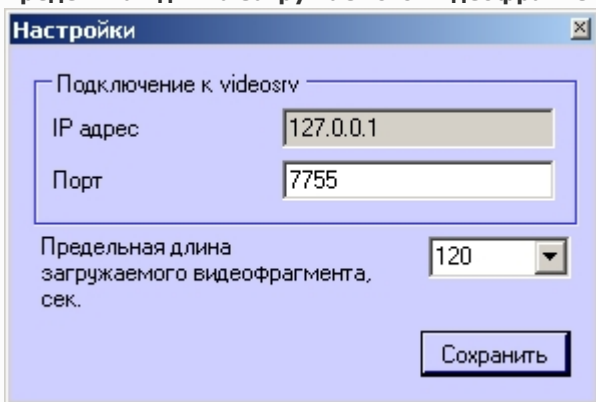 Настройки
Подключение к videosrv
IP адрес
127.0.0.1
Порт
7755
Предельная длина
загружаемого видеофрагмента,
сек.
120
Сохранить